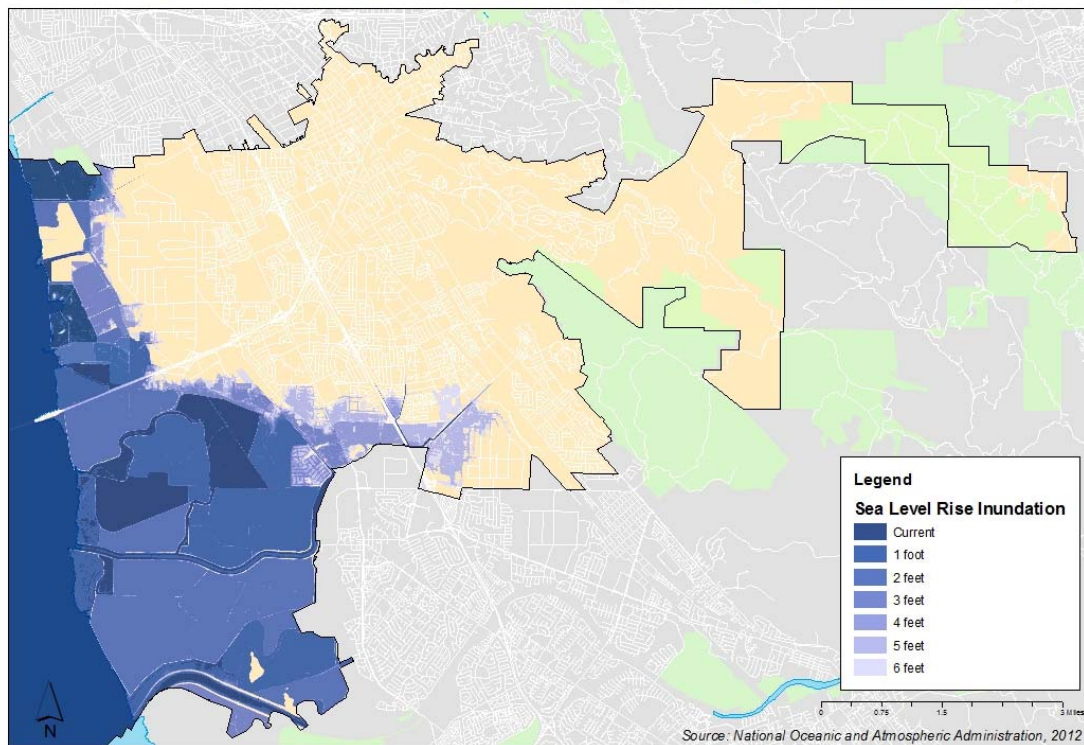 Legend
Sea Level Rise Inundation
Current
1 foot
2 feet
3 feet
4 feet
5 feet
6 feet
N
0 0.75 1.5 3 Miles
Source: National Oceanic and Atmospheric Administration, 2012